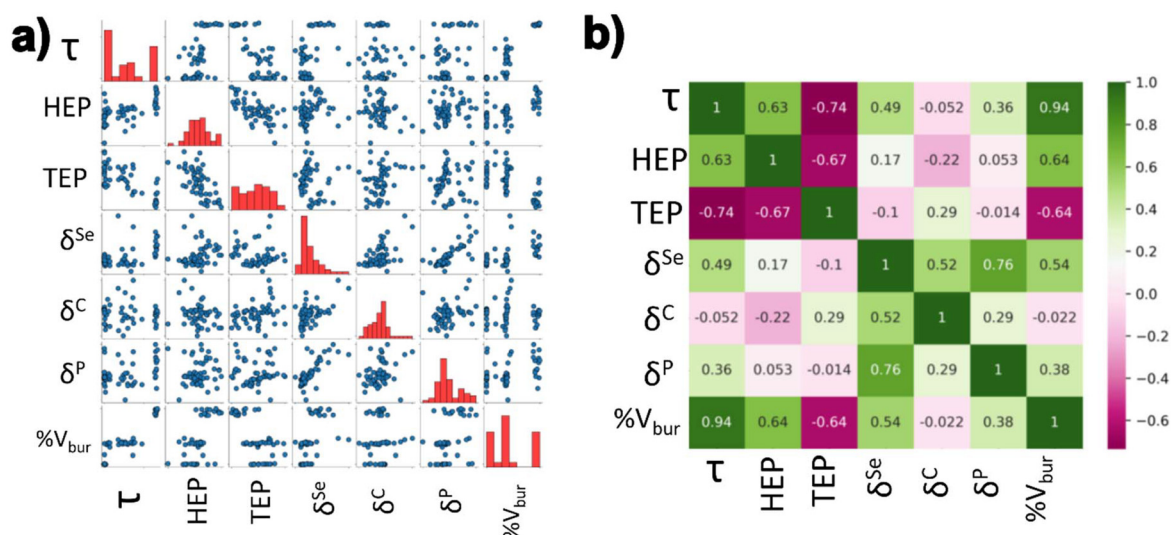 a)
τ
HEP
TEP
δSe
δC
δP
%Vbur
τ HEP TEP δSe δC δP %Vbur
b)
τ 1 0.63 -0.74 0.49 -0.052 0.36 0.94
HEP 0.63 1 -0.67 0.17 -0.22 0.053 0.64
TEP -0.74 -0.67 1 -0.1 0.29 -0.014 -0.64
δSe 0.49 0.17 -0.1 1 0.52 0.76 0.54
δC -0.052 -0.22 0.29 0.52 1 0.29 -0.022
δP 0.36 0.053 -0.014 0.76 0.29 1 0.38
%Vbur 0.94 0.64 -0.64 0.54 -0.022 0.38 1
τ HEP TEP δSe δC δP %Vbur
1.0
0.8
0.6
0.4
0.2
0.0
-0.2
-0.4
-0.6